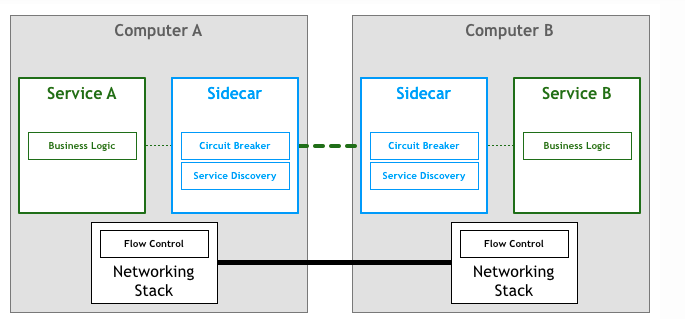 Computer A
Service A
Business Logic
Sidecar
Circuit Breaker
Service Discovery
Flow Control
Networking
Stack
Computer B
Sidecar
Circuit Breaker
Service Discovery
Service B
Business Logic
Flow Control
Networking
Stack